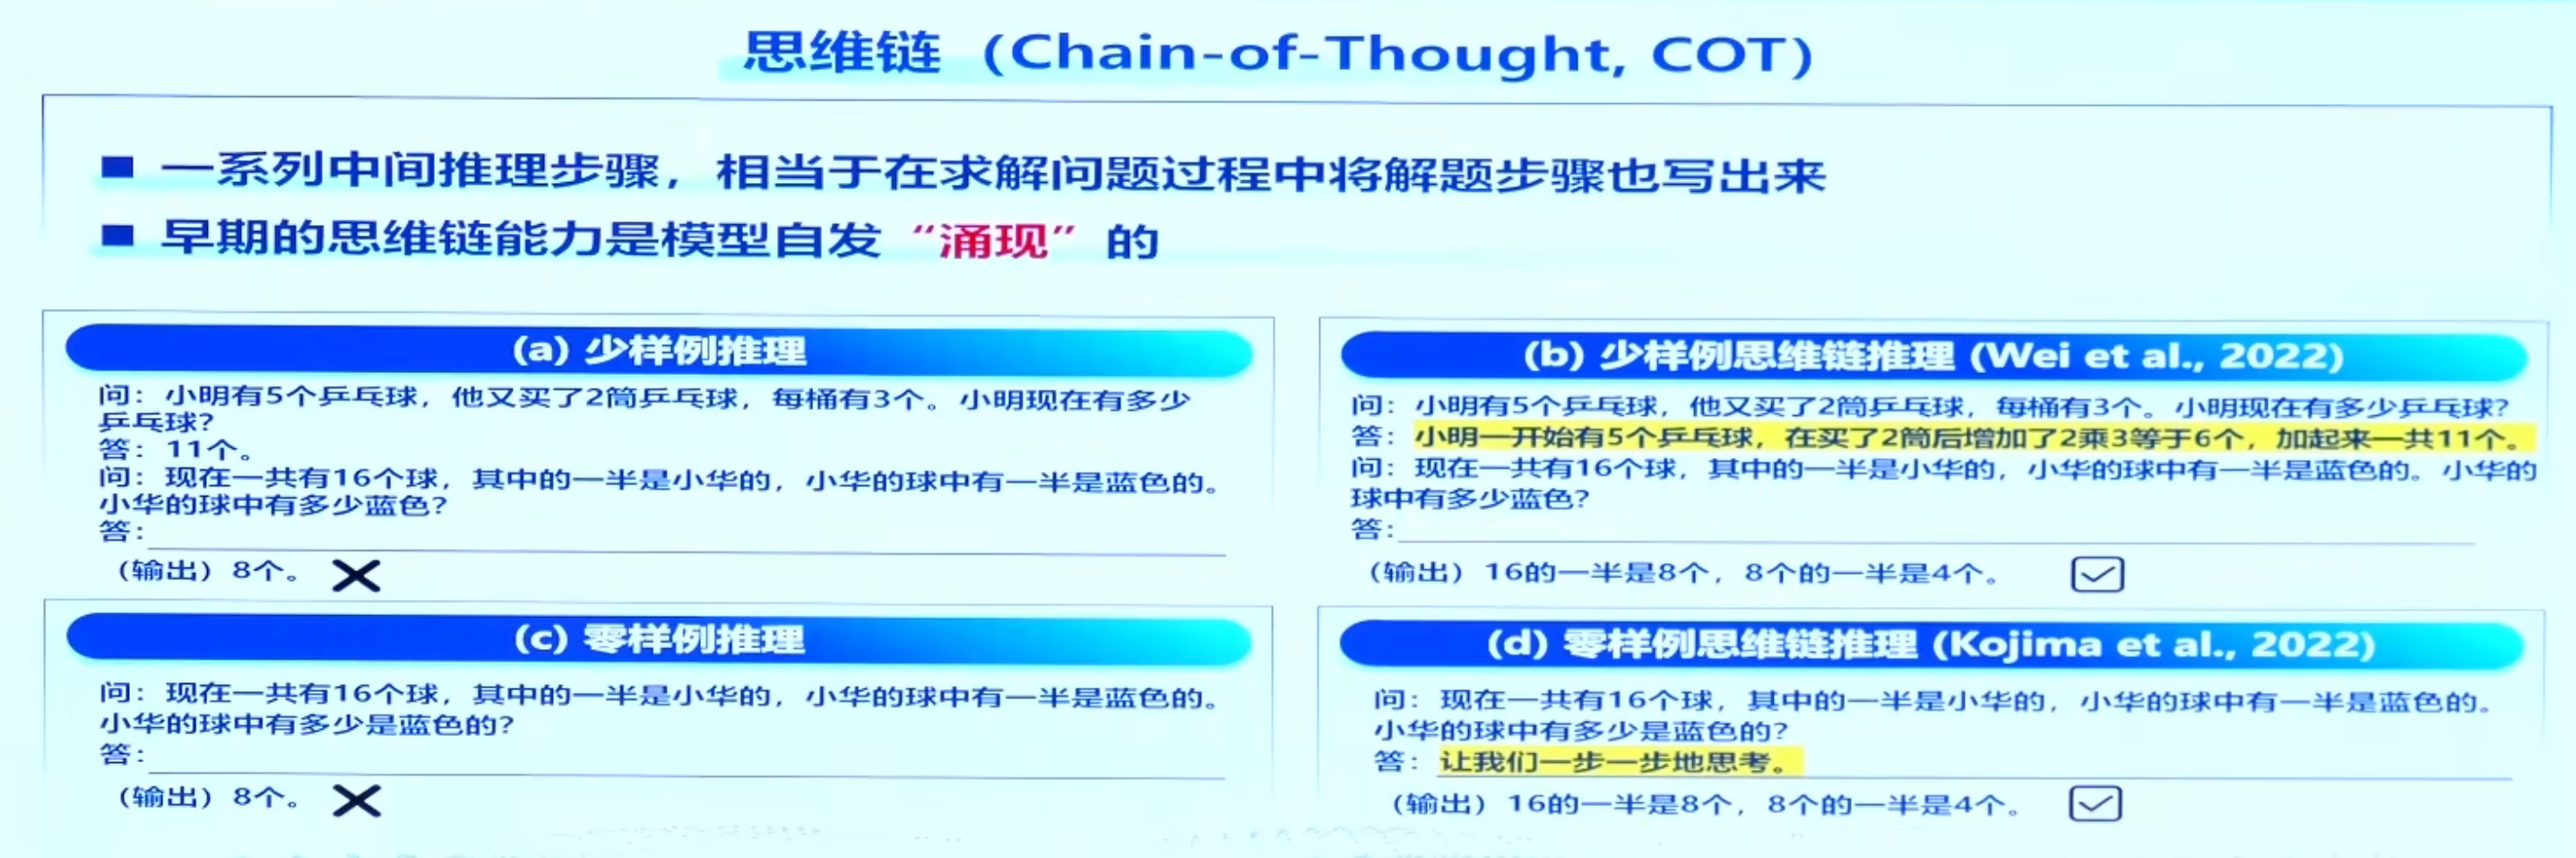 思维链（Chain-of-Thought, COT）
■ 一系列中间推理步骤，相当于在求解问题过程中将解题步骤也写出来
■ 早期的思维链能力是模型自发“涌现”的
(a) 少样例推理
问：小明有5个乒乓球，他又买了2筒乒乓球，每桶有3个。小明现在有多少
乒乓球？
答：11个。
问：现在一共有16个球，其中的一半是小华的，小华的球中有一半是蓝色的。
小华的球中有多少蓝色？
答：
（输出）8个。
(b) 少样例思维链推理 (Wei et al., 2022)
问：小明有5个乒乓球，他又买了2筒乒乓球，每桶有3个。小明现在有多少乒乓球？
答：小明一开始有5个乒乓球，在买了2筒后增加了2乘3等于6个，加起来一共11个。
问：现在一共有16个球，其中的一半是小华的，小华的球中有一半是蓝色的。小华的
球中有多少蓝色？
答：
（输出）16的一半是8个，8个的一半是4个。
(c) 零样例推理
问：现在一共有16个球，其中的一半是小华的，小华的球中有一半是蓝色的。
小华的球中有多少是蓝色的？
答：
（输出）8个。
(d) 零样例思维链推理 (Kojima et al., 2022)
问：现在一共有16个球，其中的一半是小华的，小华的球中有一半是蓝色的。
小华的球中有多少是蓝色的？
答：让我们一步一步地思考。
（输出）16的一半是8个，8个的一半是4个。